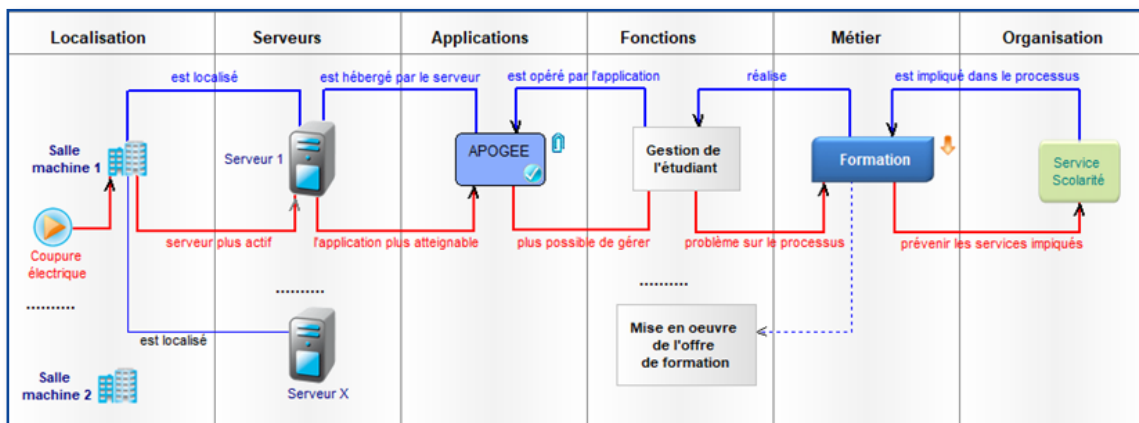 Localisation
Serveurs
Applications
Fonctions
Métier
Organisation
est localisé
est hébergé par le serveur
est opéré par l'application
réalise
est impliqué dans le processus
Salle
machine 1
Serveur 1
APOGEE
Gestion de
l'étudiant
Formation
Service
Scolarité
serveur plus actif
l'application plus atteignable
plus possible de gérer
problème sur le processus
prévenir les services impiqués
Coupure
électrique
..........
..........
..........
est localisé
Mise en oeuvre
de l'offre
de formation
Salle
machine 2
Serveur X